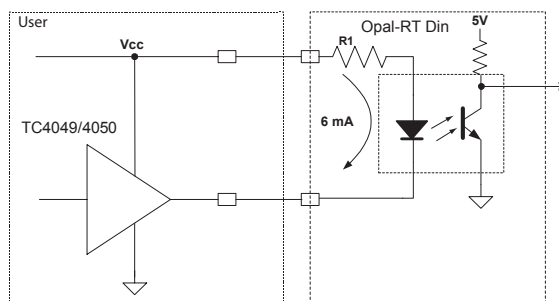 User
Opal-RT Din
Vcc
R1
5V
6 mA
TC4049/4050